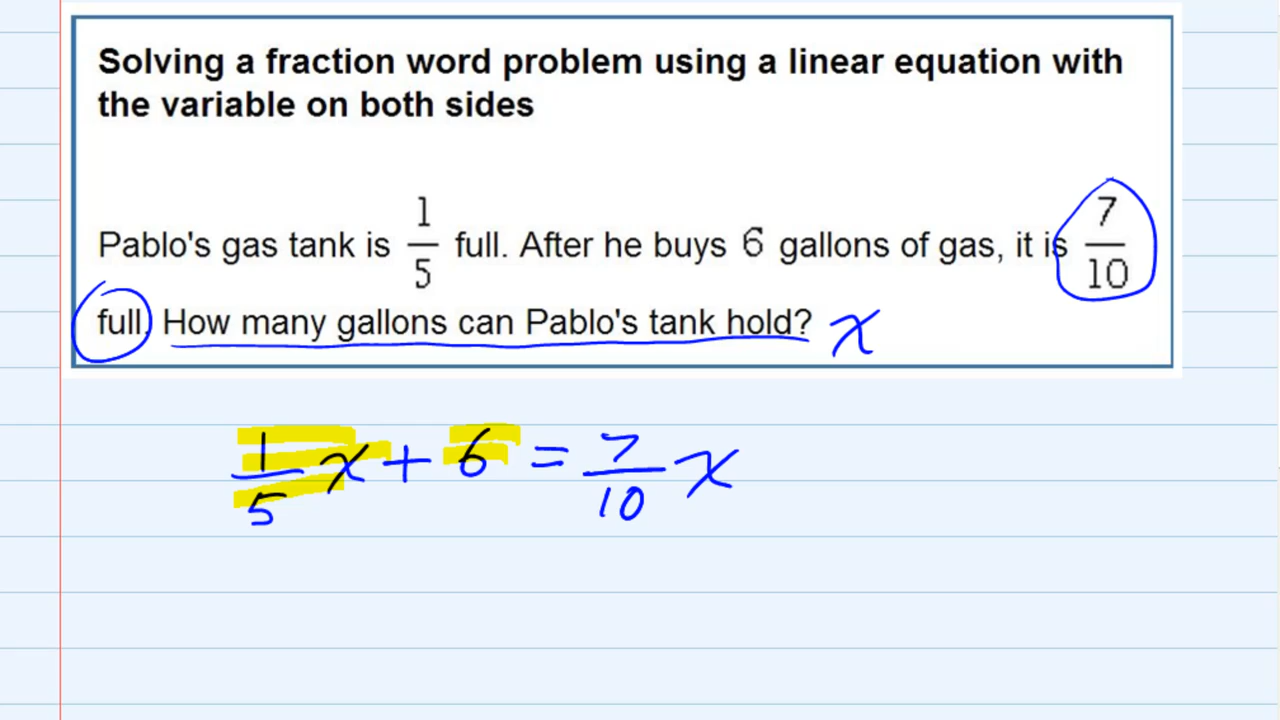 Solving a fraction word problem using a linear equation with
the variable on both sides
Pablo's gas tank is 1/5 full. After he buys 6 gallons of gas, it is 7/10
full. How many gallons can Pablo's tank hold? x
1/5 x + 6 = 7/10 x